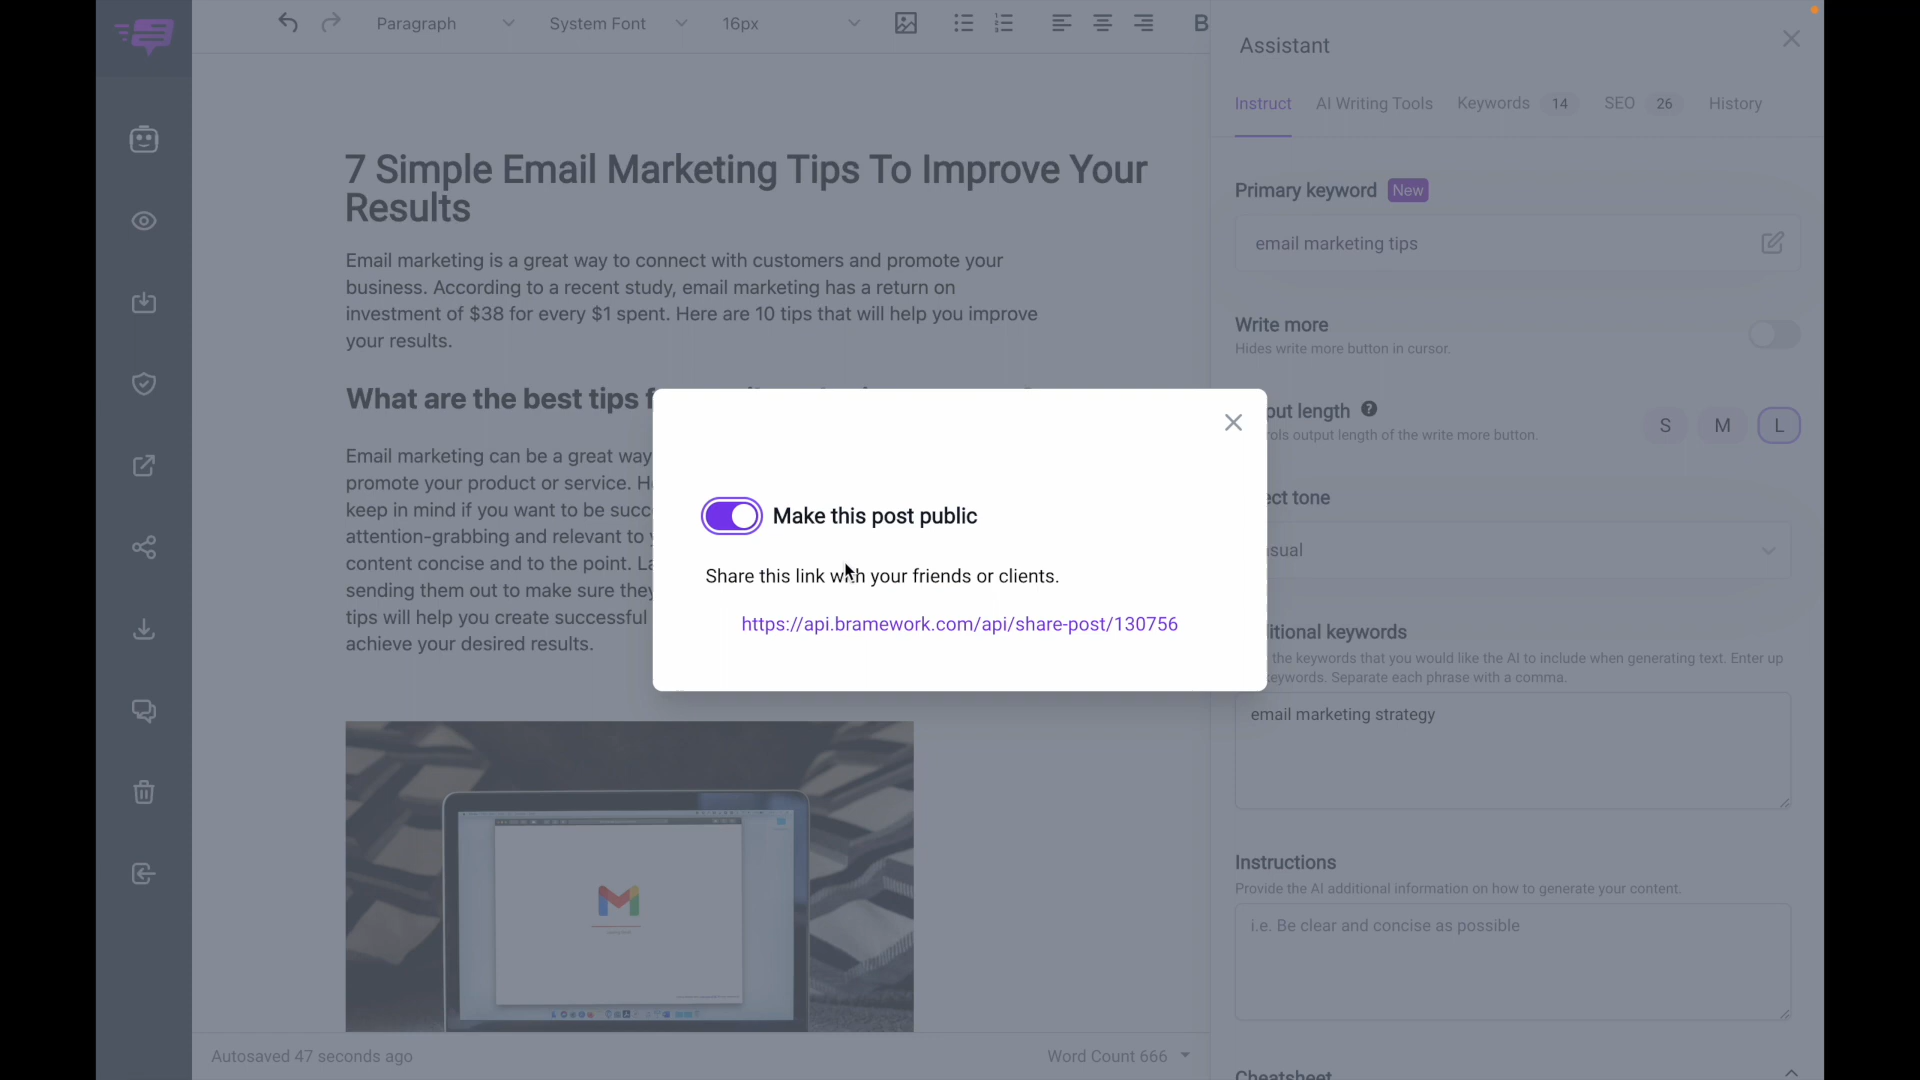 Paragraph
System Font
16px
B
7 Simple Email Marketing Tips To Improve Your
Results
Email marketing is a great way to connect with customers and promote your
business. According to a recent study, email marketing has a return on
investment of $38 for every $1 spent. Here are 10 tips that will help you improve
your results.
What are the best tips f
Email marketing can be a great way
promote your product or service. H
keep in mind if you want to be succ
attention-grabbing and relevant to
content concise and to the point. La
sending them out to make sure they
tips will help you create successful
achieve your desired results.
Autosaved 47 seconds ago
Word Count 666
Make this post public
Share this link with your friends or clients.
https://api.bramework.com/api/share-post/130756
Assistant
Instruct
AI Writing Tools
Keywords 14
SEO 26
History
Primary keyword New
email marketing tips
Write more
Hides write more button in cursor.
put length ?
rols output length of the write more button.
S
M
L
ect tone
sual
itional keywords
the keywords that you would like the AI to include when generating text. Enter up
eywords. Separate each phrase with a comma.
email marketing strategy
Instructions
Provide the AI additional information on how to generate your content.
i.e. Be clear and concise as possible
Cheatsheet